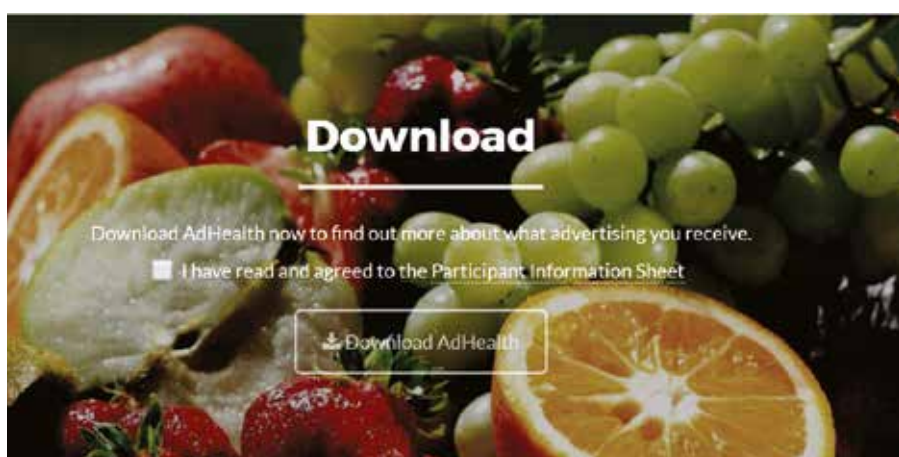 Download
Download AdHealth now to find out more about what advertising you receive.
I have read and agreed to the Participant Information Sheet
Download AdHealth